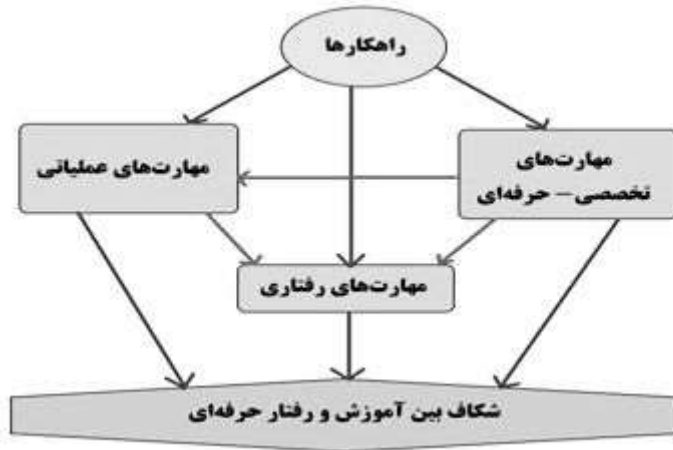 راهکارها
مهارت‌های
تخصصی– حرفه‌ای
مهارت‌های عملیاتی
مهارت‌های رفتاری
شکاف بین آموزش و رفتار حرفه‌ای